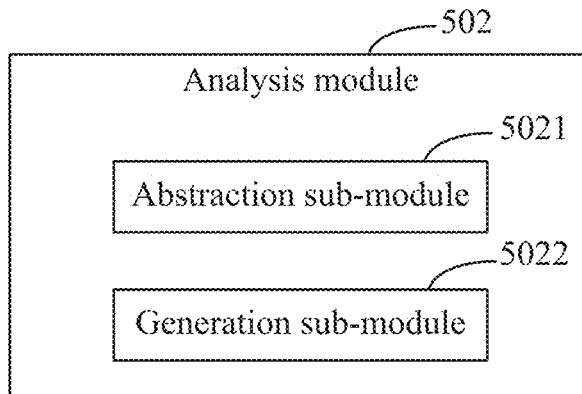 502
Analysis module
5021
Abstraction sub-module
5022
Generation sub-module